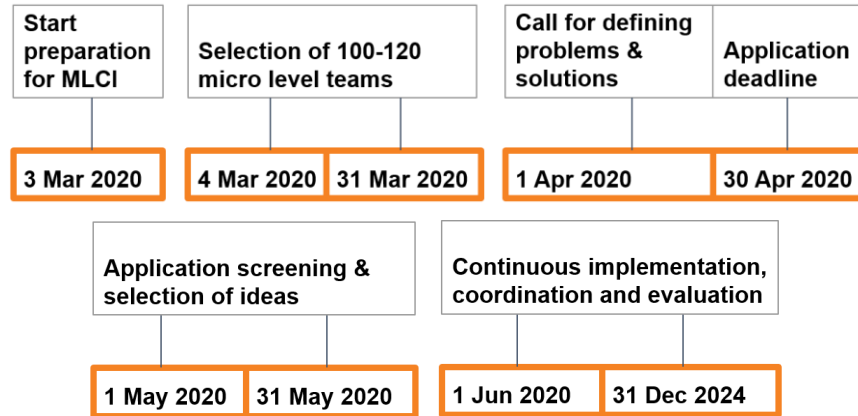 Start
preparation
for MLCI
Selection of 100-120
micro level teams
Call for defining
problems &
solutions
Application
deadline
3 Mar 2020
4 Mar 2020
31 Mar 2020
1 Apr 2020
30 Apr 2020
Application screening &
selection of ideas
Continuous implementation,
coordination and evaluation
1 May 2020
31 May 2020
1 Jun 2020
31 Dec 2024